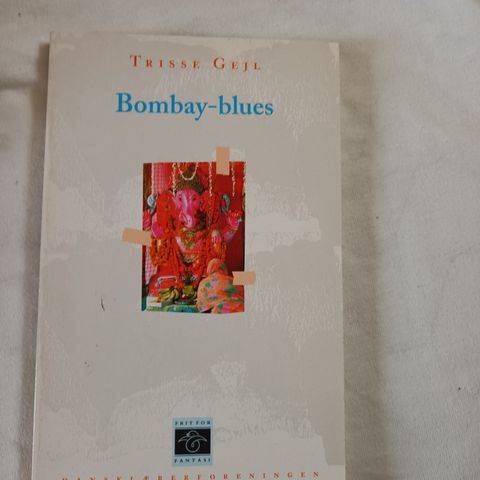 TRISSE GEJL
Bombay-blues
FRIT FOR
FANTASI
DANSKLÆRERFORENINGEN